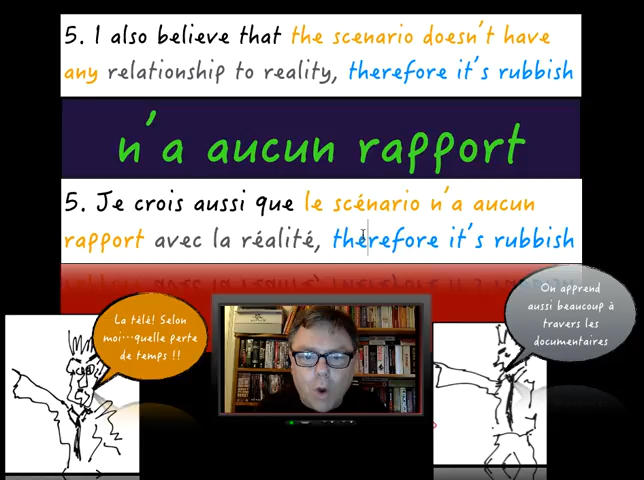 5. I also believe that the scenario doesn't have
any relationship to reality, therefore it's rubbish
n'a aucun rapport
5. Je crois aussi que le scénario n'a aucun
rapport avec la réalité, therefore it's rubbish
La télé! Selon
moi...quelle perte
de temps !!
On apprend
aussi beaucoup à
travers les
documentaires